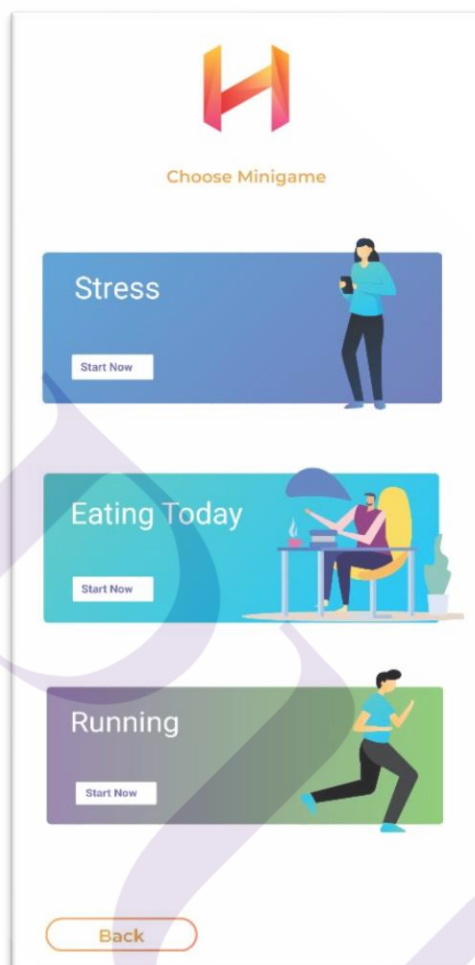 Choose Minigame
Stress
Start Now
Eating Today
Start Now
Running
Start Now
Back